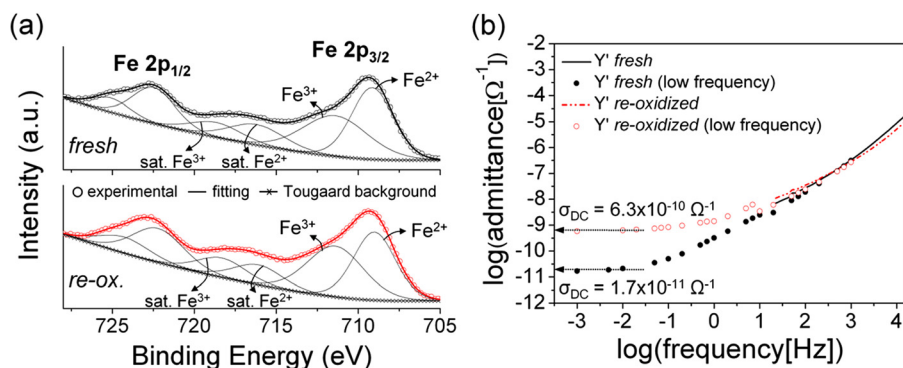 (a)
Fe 2p1/2
Fe 2p3/2
Fe3+
Fe2+
fresh
sat. Fe3+
sat. Fe2+
experimental
fitting
Tougaard background
Fe3+
Fe2+
re-ox.
sat. Fe3+
sat. Fe2+
Intensity (a.u.)
725 720 715 710 705
Binding Energy (eV)
(b)
-2
-3
-4
-5
-6
-7
-8
-9
-10
-11
-12
log(admittance[Ω-1])
Y' fresh
Y' fresh (low frequency)
Y' re-oxidized
Y' re-oxidized (low frequency)
σDC = 6.3x10-10 Ω-1
σDC = 1.7x10-11 Ω-1
-3 -2 -1 0 1 2 3 4
log(frequency[Hz])